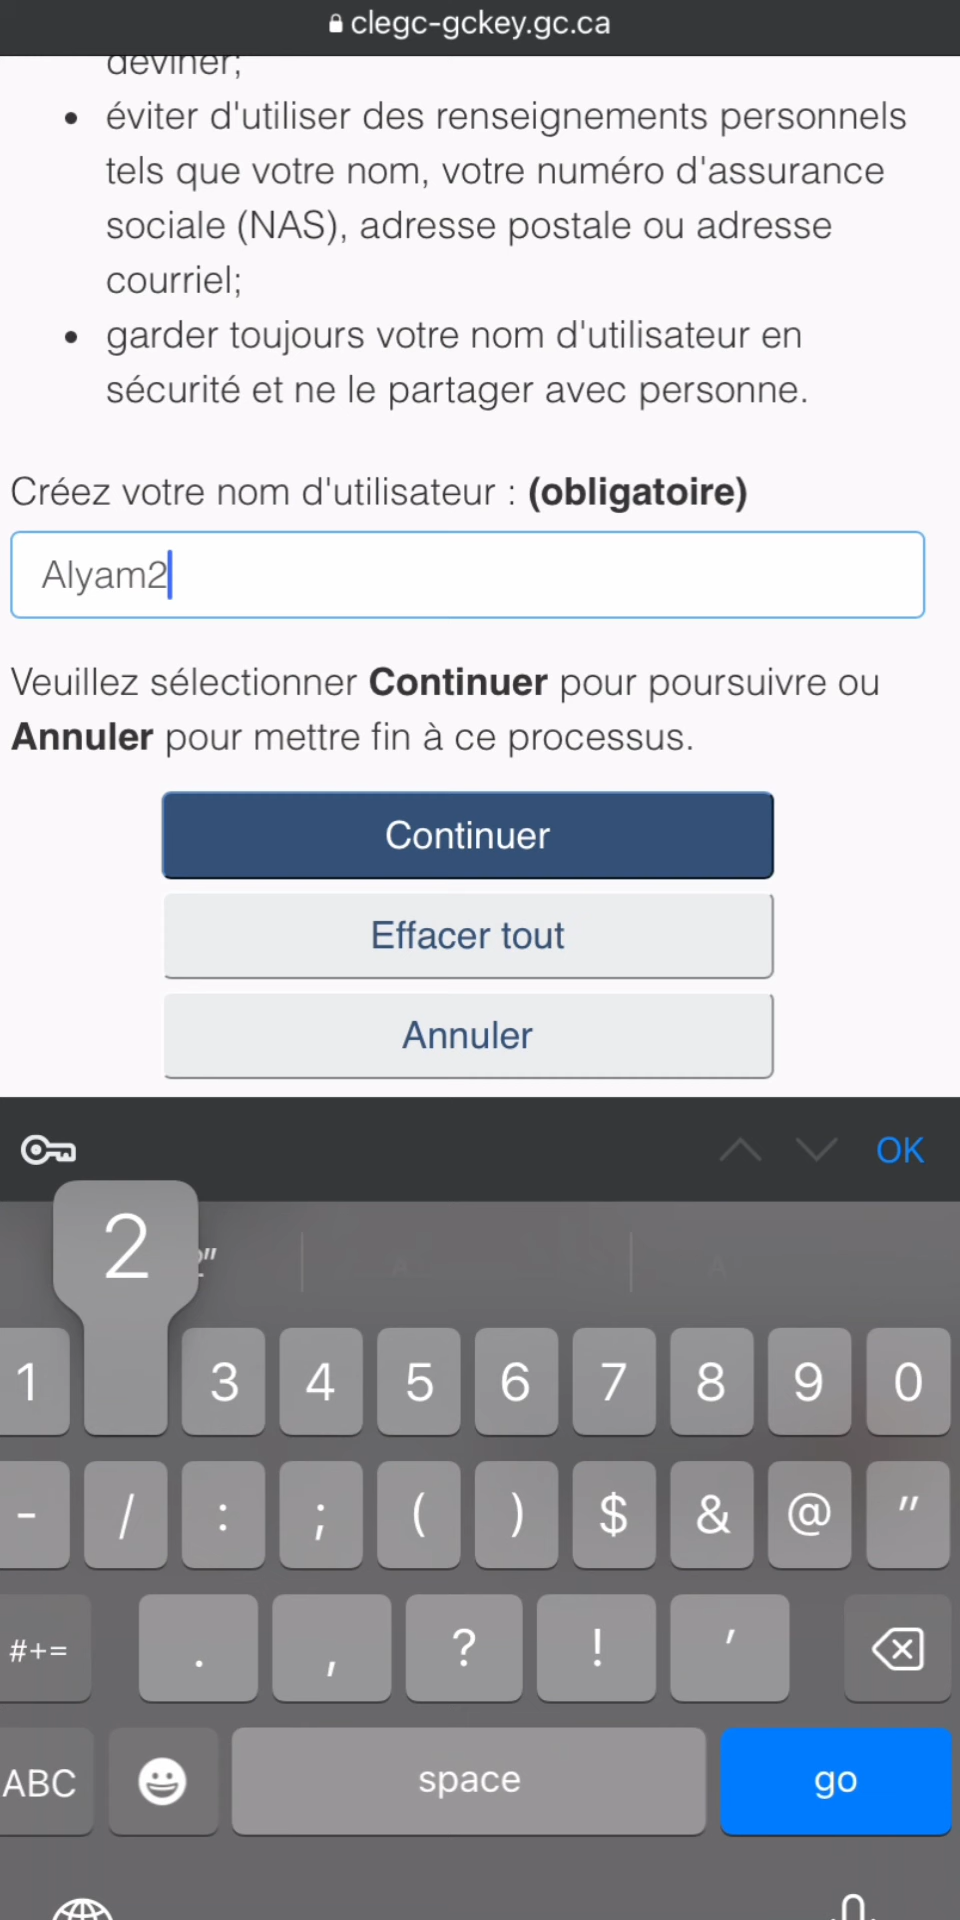 clegc-gckey.gc.ca
deviner;
éviter d'utiliser des renseignements personnels
tels que votre nom, votre numéro d'assurance
sociale (NAS), adresse postale ou adresse
courriel;
garder toujours votre nom d'utilisateur en
sécurité et ne le partager avec personne.
Créez votre nom d'utilisateur : (obligatoire)
Alyam2
Veuillez sélectionner Continuer pour poursuivre ou
Annuler pour mettre fin à ce processus.
Continuer
Effacer tout
Annuler
OK
2
1 3 4 5 6 7 8 9 0
- / : ; ( ) $ & @ "
#+= . , ? ! '
ABC space go